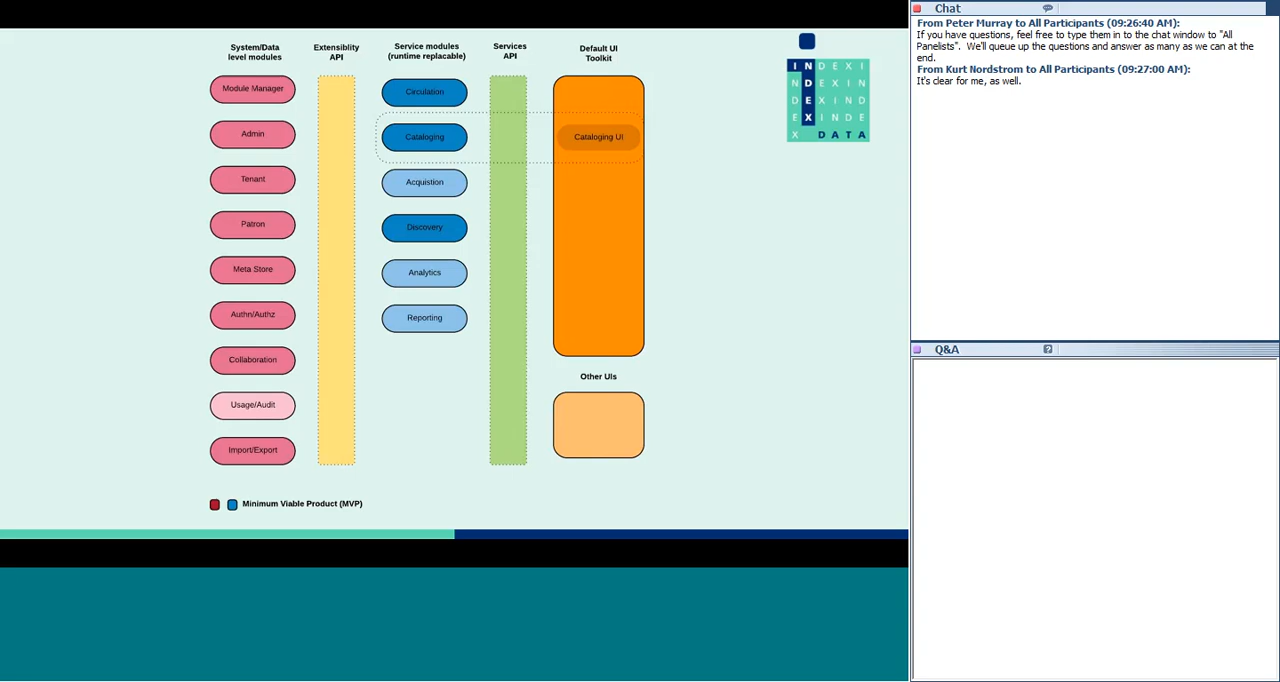 System/Data
level modules
Extensiblity
API
Service modules
(runtime replacable)
Services
API
Default UI
Toolkit
Module Manager
Admin
Tenant
Patron
Meta Store
Authn/Authz
Collaboration
Usage/Audit
Import/Export
Circulation
Cataloging
Acquistion
Discovery
Analytics
Reporting
Cataloging UI
Other UIs
Minimum Viable Product (MVP)
INDEXI
NDEXIN
DEXIND
EXINDE
X DATA
Chat
From Peter Murray to All Participants (09:26:40 AM):
If you have questions, feel free to type them in to the chat window to "All
Panelists". We'll queue up the questions and answer as many as we can at the
end.
From Kurt Nordstrom to All Participants (09:27:00 AM):
It's clear for me, as well.
Q&A
?